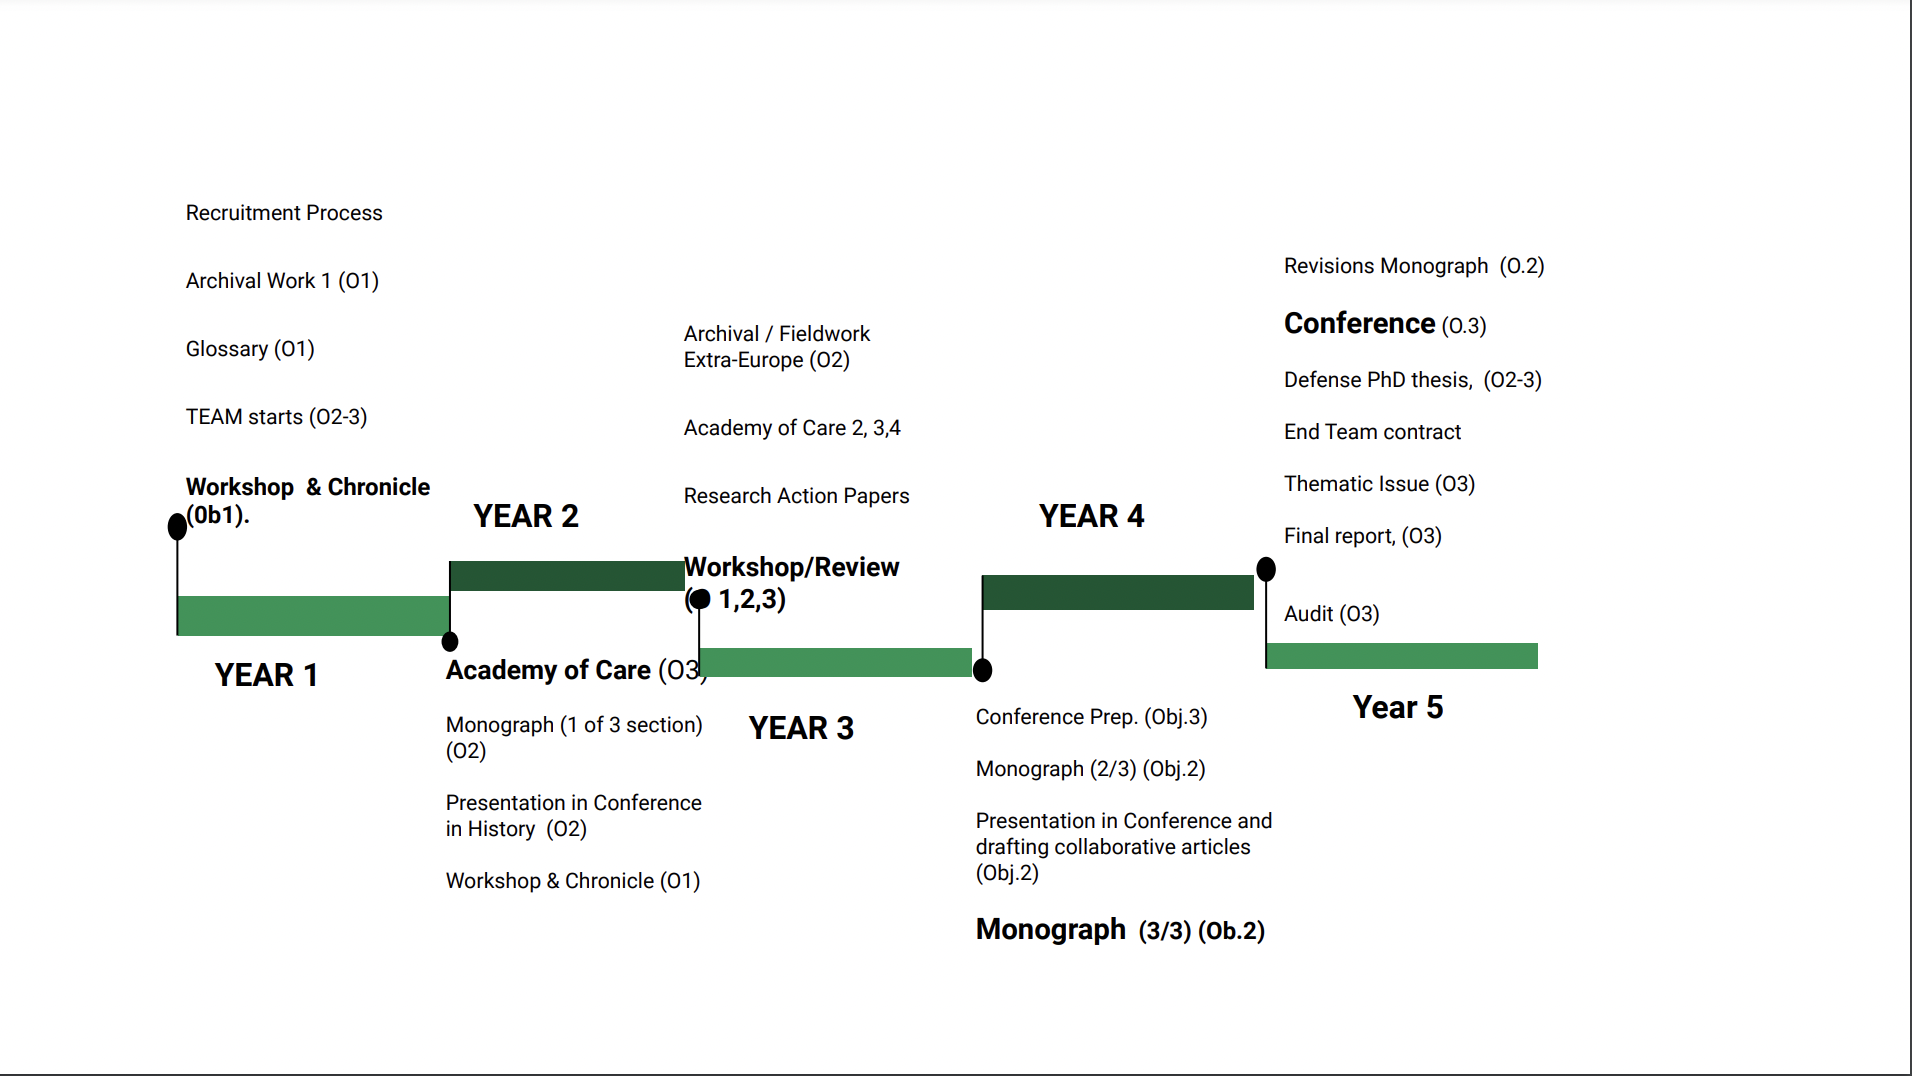 Recruitment Process
Archival Work 1 (O1)
Glossary (O1)
TEAM starts (O2-3)
Workshop & Chronicle
(0b1).
YEAR 1
YEAR 2
Academy of Care (O3)
Monograph (1 of 3 section)
(O2)
Presentation in Conference
in History (O2)
Workshop & Chronicle (O1)
Archival / Fieldwork
Extra-Europe (O2)
Academy of Care 2, 3,4
Research Action Papers
Workshop/Review
( 1,2,3)
YEAR 3
YEAR 4
Conference Prep. (Obj.3)
Monograph (2/3) (Obj.2)
Presentation in Conference and
drafting collaborative articles
(Obj.2)
Monograph (3/3) (Ob.2)
Revisions Monograph (O.2)
Conference (O.3)
Defense PhD thesis, (O2-3)
End Team contract
Thematic Issue (O3)
Final report, (O3)
Audit (O3)
Year 5